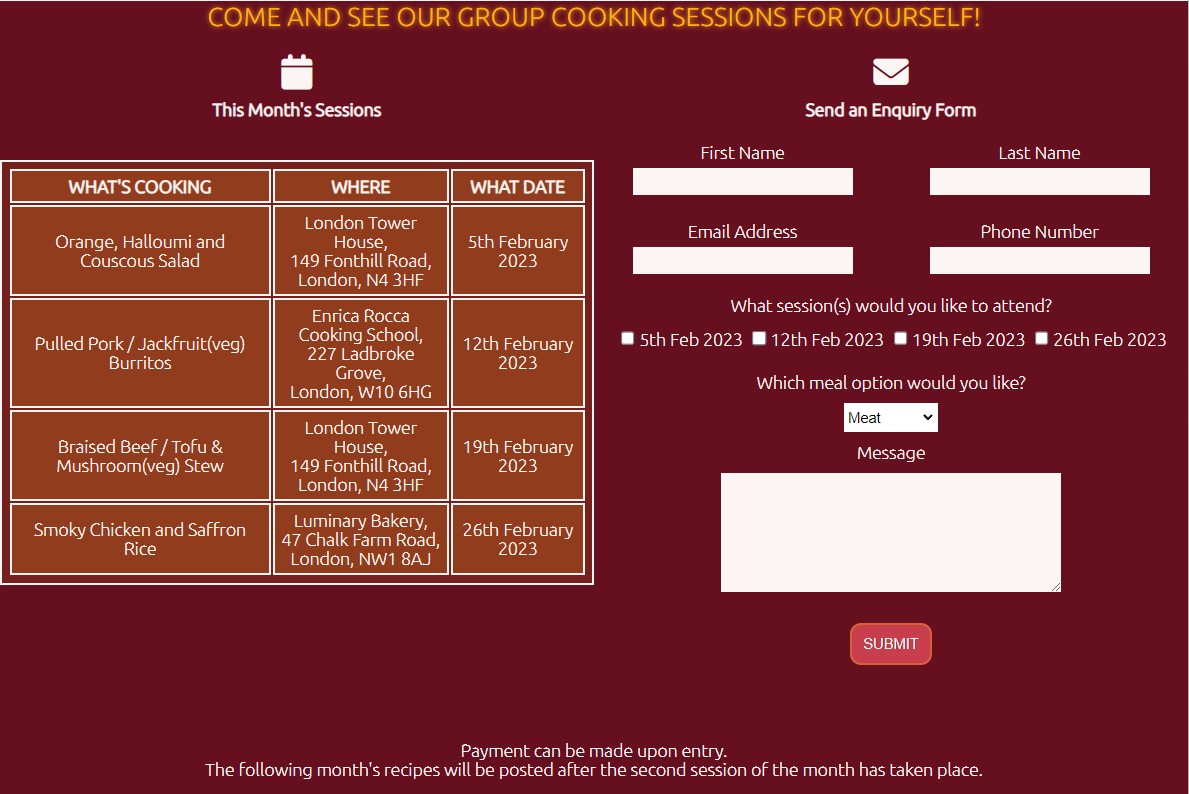 COME AND SEE OUR GROUP COOKING SESSIONS FOR YOURSELF!
This Month's Sessions
WHAT'S COOKING WHERE WHAT DATE
Orange, Halloumi and
Couscous Salad
London Tower
House,
149 Fonthill Road,
London, N4 3HF
5th February
2023
Pulled Pork / Jackfruit(veg)
Burritos
Enrica Rocca
Cooking School,
227 Ladbroke
Grove,
London, W10 6HG
12th February
2023
Braised Beef / Tofu &
Mushroom(veg) Stew
London Tower
House,
149 Fonthill Road,
London, N4 3HF
19th February
2023
Smoky Chicken and Saffron
Rice
Luminary Bakery,
47 Chalk Farm Road,
London, NW1 8AJ
26th February
2023
Send an Enquiry Form
First Name Last Name
Email Address Phone Number
What session(s) would you like to attend?
5th Feb 2023 12th Feb 2023 19th Feb 2023 26th Feb 2023
Which meal option would you like?
Meat
Message
SUBMIT
Payment can be made upon entry.
The following month's recipes will be posted after the second session of the month has taken place.